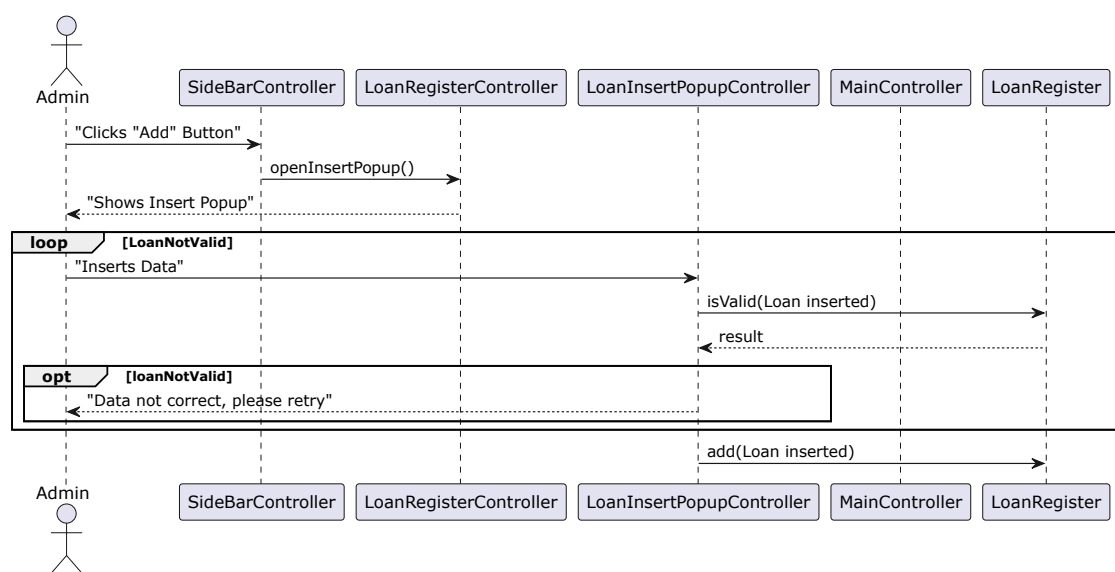 Admin
SideBarController
LoanRegisterController
LoanInsertPopupController
MainController
LoanRegister
"Clicks "Add" Button"
openInsertPopup()
"Shows Insert Popup"
loop
[LoanNotValid]
"Inserts Data"
isValid(Loan inserted)
result
opt
[loanNotValid]
"Data not correct, please retry"
add(Loan inserted)
Admin
SideBarController
LoanRegisterController
LoanInsertPopupController
MainController
LoanRegister